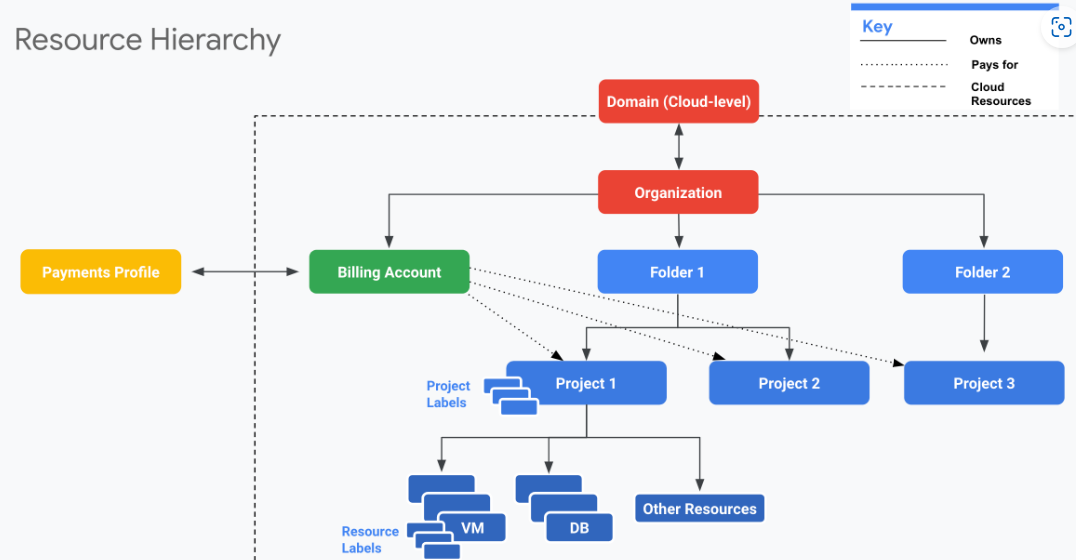 Resource Hierarchy
Key
Owns
Pays for
Cloud
Resources
Domain (Cloud-level)
Organization
Payments Profile
Billing Account
Folder 1
Folder 2
Project
Labels
Project 1
Project 2
Project 3
Resource
Labels
VM
DB
Other Resources